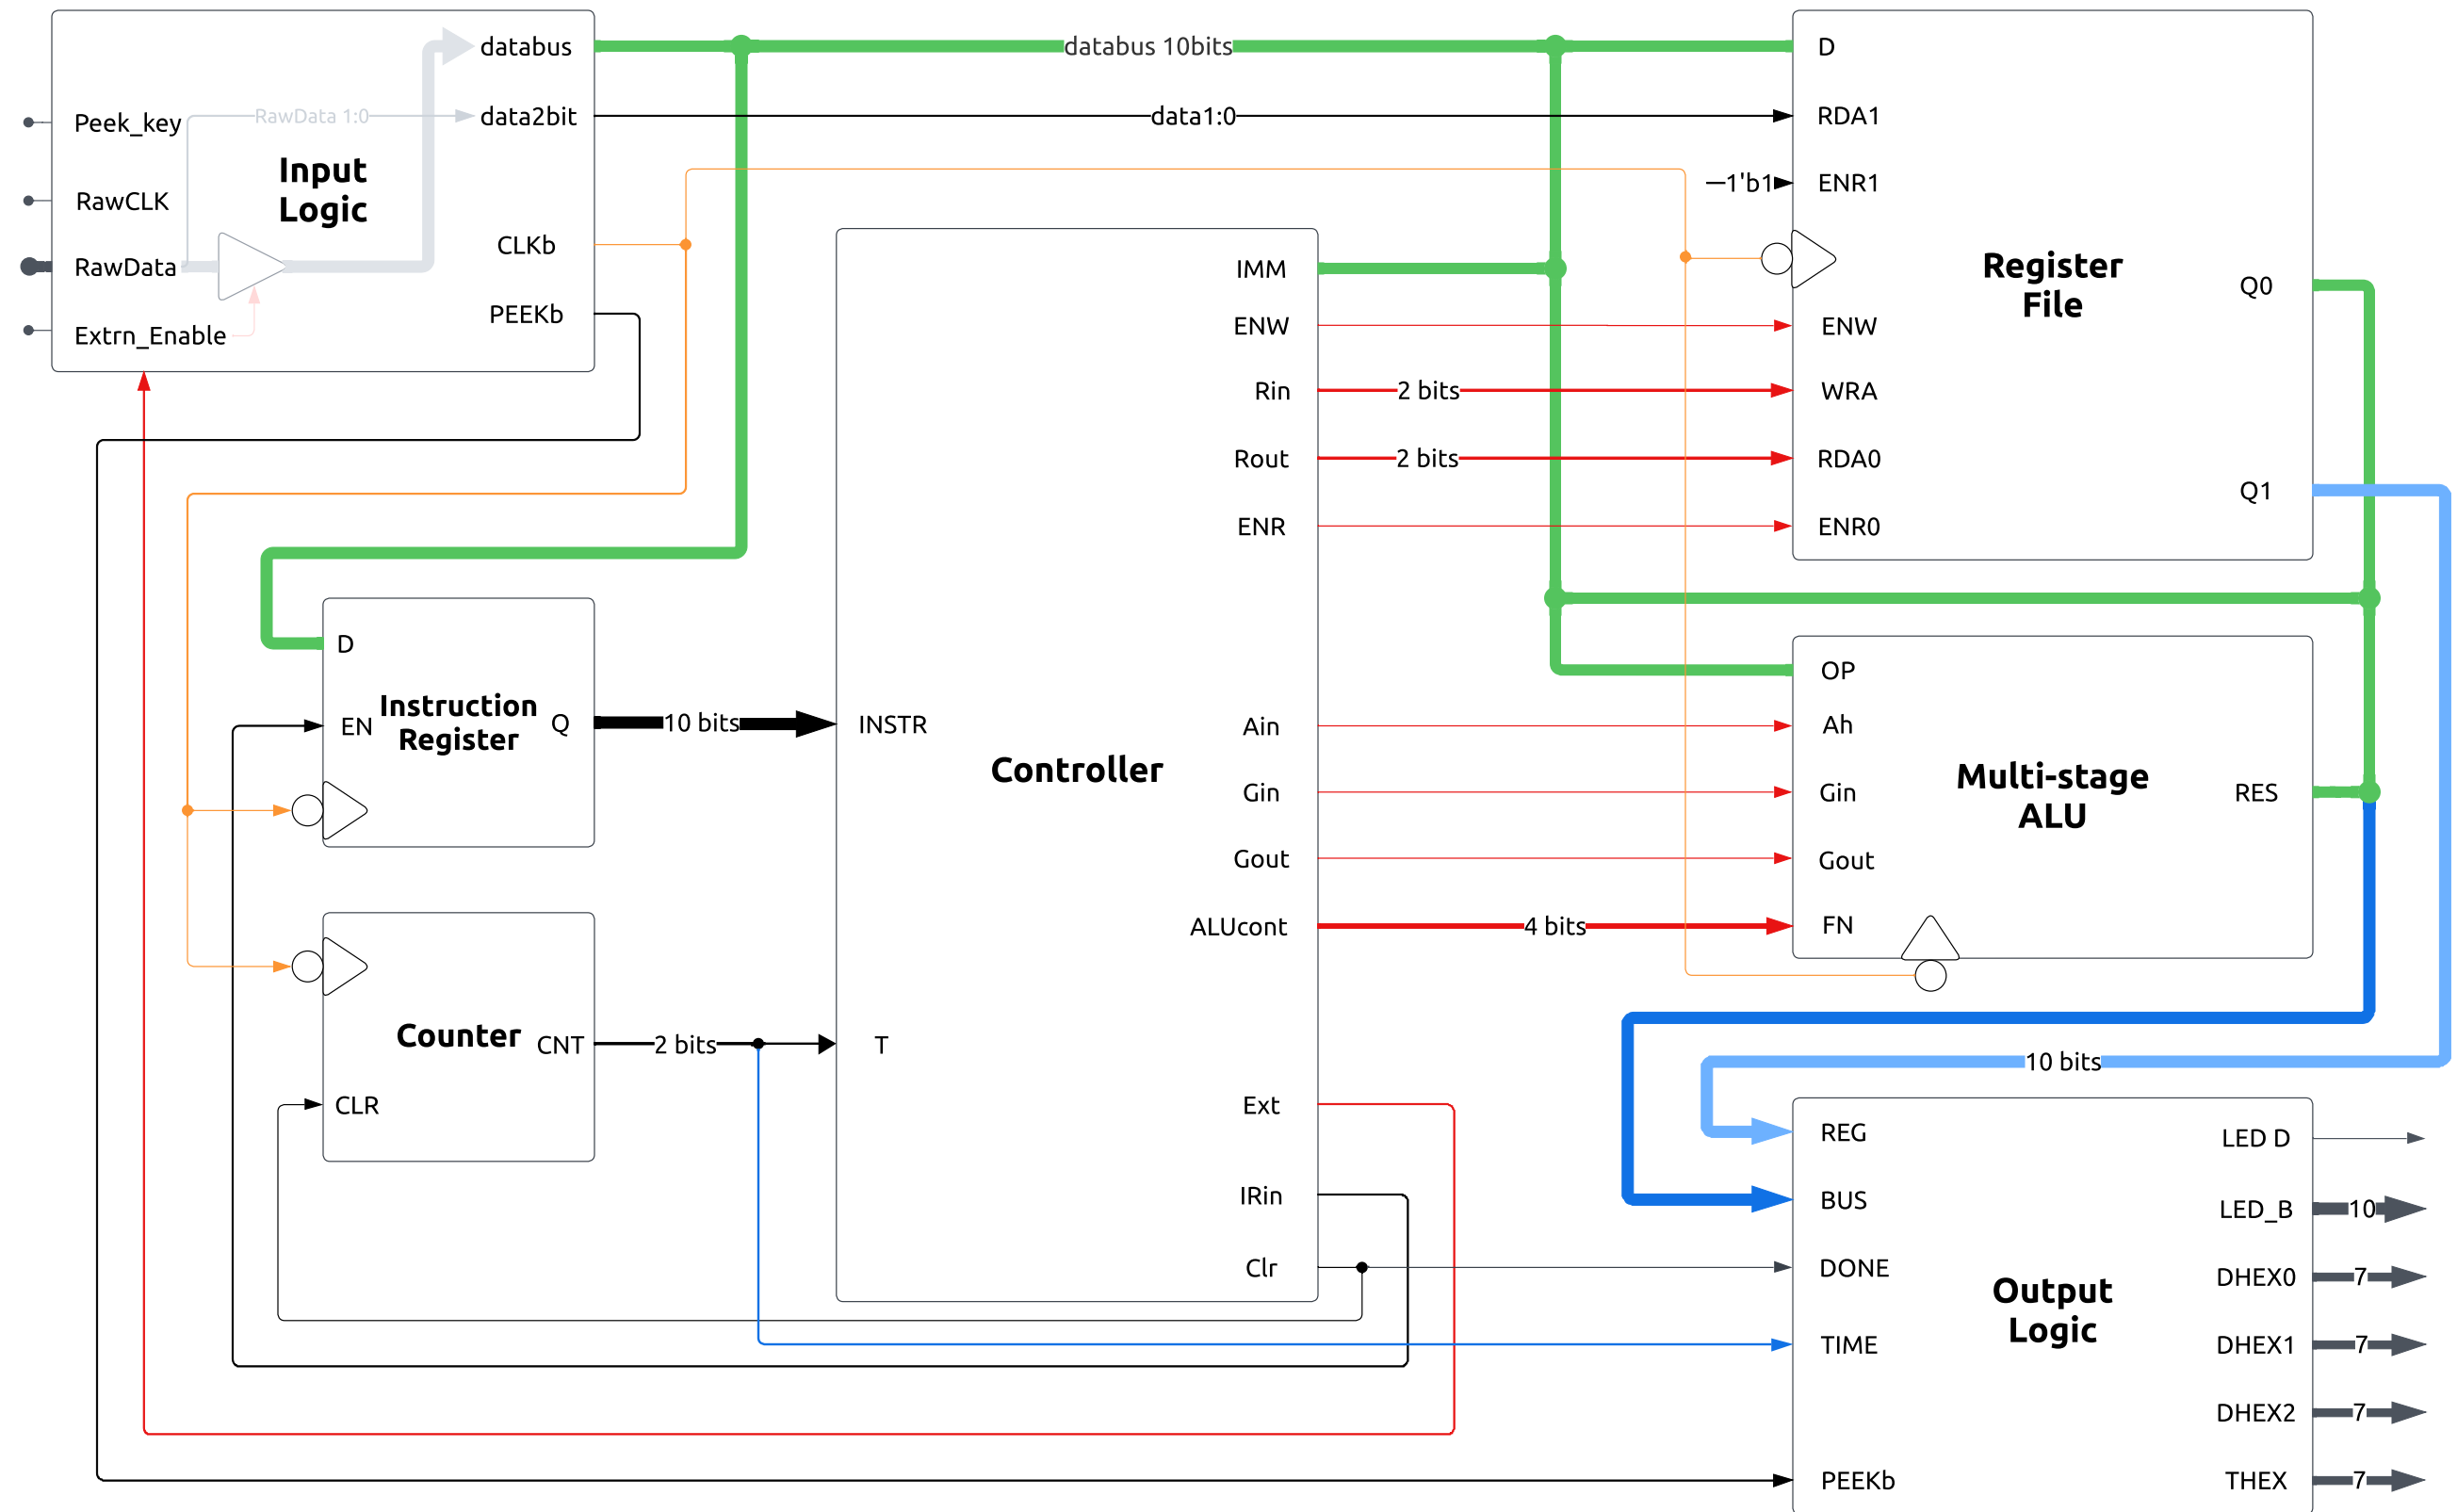 databus
databus 10bits
D
Peek_key
RawData 1:0
data2bit
data1:0
RDA1
Input
Logic
RawCLK
1'b1
ENR1
CLKb
RawData
PEEKb
Extrn_Enable
IMM
Register
File
Q0
ENW
ENW
Rin
2 bits
WRA
Rout
2 bits
RDA0
Q1
ENR
ENR0
D
Instruction
Register
EN
Q
10 bits
INSTR
Controller
OP
Ain
Ah
Multi-stage
ALU
Gin
Gin
RES
Gout
Gout
ALUcont
4 bits
FN
Counter
CNT
2 bits
T
CLR
10 bits
Ext
REG
LED D
IRin
BUS
LED_B
10
Clr
DONE
Output
Logic
DHEX0
7
TIME
DHEX1
7
DHEX2
7
PEEKb
THEX
7